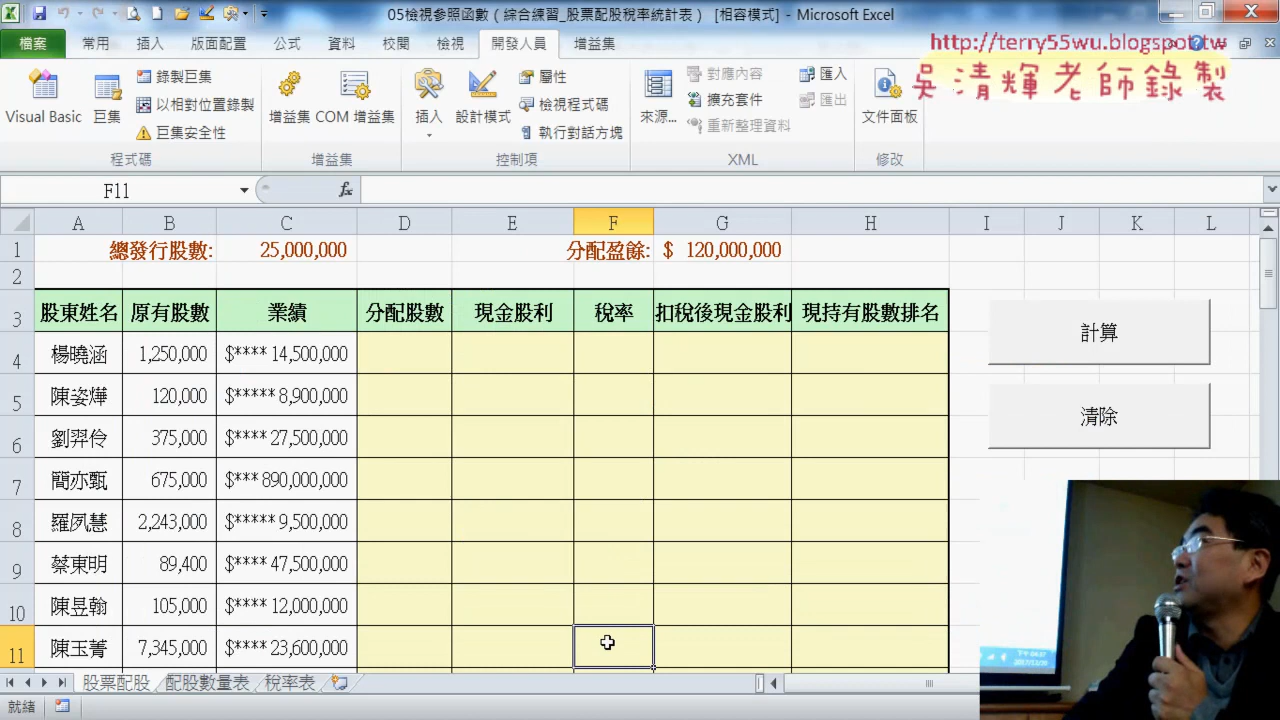 05檢視參照函數（綜合練習_股票配股稅率統計表） [相容模式] - Microsoft Excel
檔案 常用 插入 版面配置 公式 資料 校閱 檢視 開發人員 增益集
http://terry55wu.blogspot.tw
吳清輝老師錄製
Visual Basic 巨集 錄製巨集 以相對位置錄製 巨集安全性
增益集 COM 增益集
插入 設計模式 屬性 檢視程式碼 執行對話方塊
來源... 對應內容 擴充套件 重新整理資料 匯入 匯出
文件面板
程式碼 增益集 控制項 XML 修改
F11 fx
A B C D E F G H I J K L
1 總發行股數: 25,000,000 分配盈餘: $ 120,000,000
2
3 股東姓名 原有股數 業績 分配股數 現金股利 稅率 扣稅後現金股利 現持有股數排名
4 楊曉涵 1,250,000 $**** 14,500,000
5 陳姿燁 120,000 $***** 8,900,000
6 劉羿伶 375,000 $**** 27,500,000
7 簡亦甄 675,000 $*** 890,000,000
8 羅夙慧 2,243,000 $***** 9,500,000
9 蔡東明 89,400 $**** 47,500,000
10 陳昱翰 105,000 $**** 12,000,000
11 陳玉菁 7,345,000 $**** 23,600,000
計算
清除
股票配股 配股數量表 稅率表
就緒